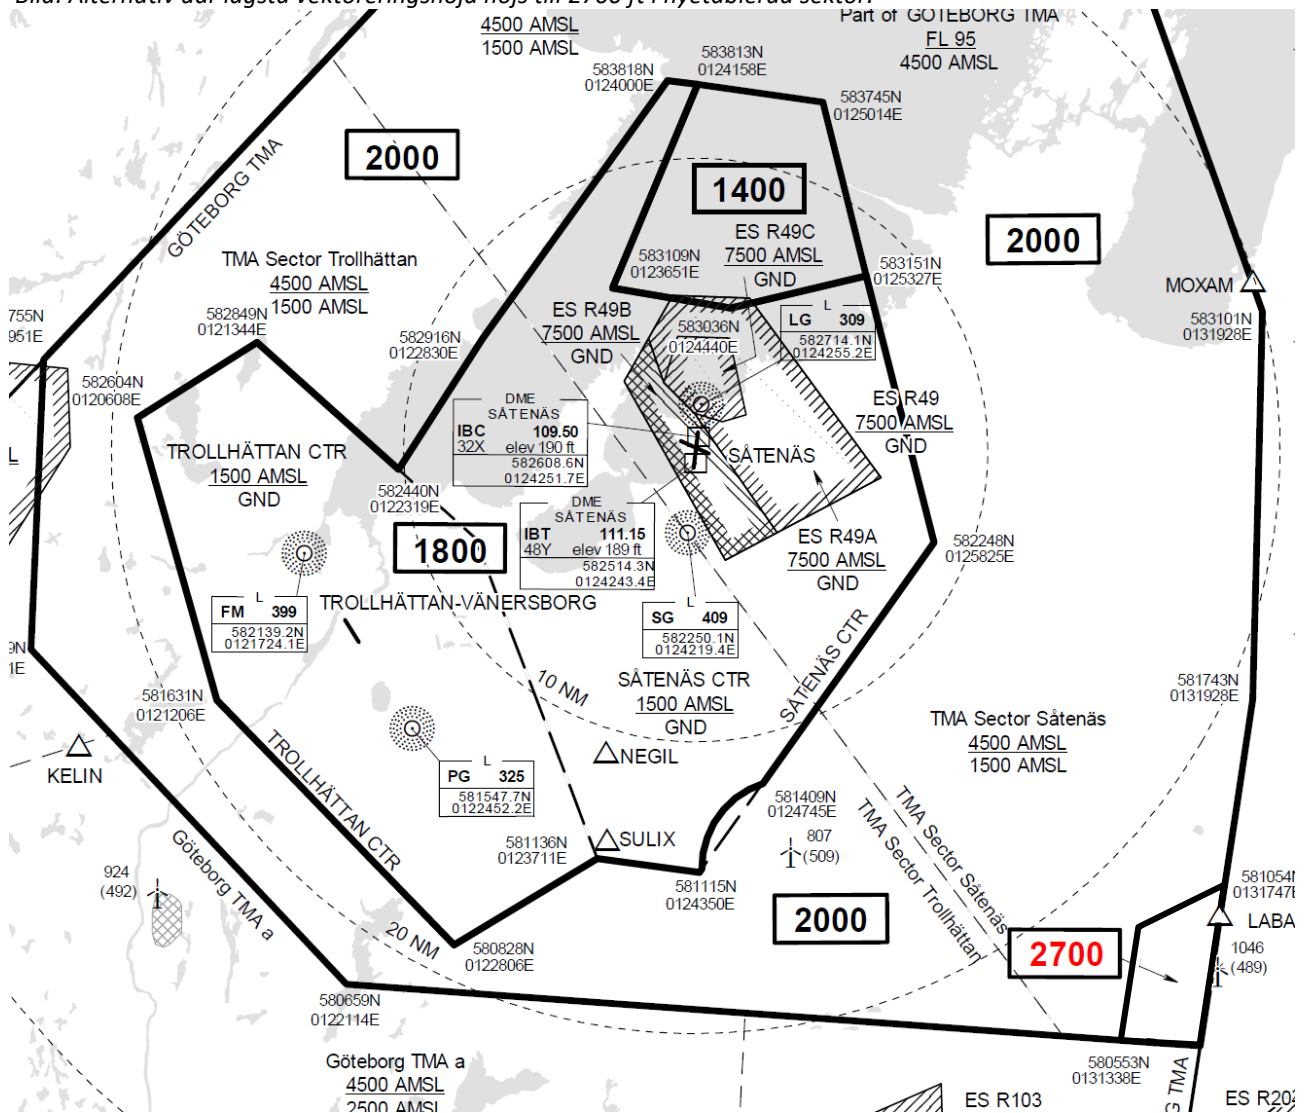 Bild: Alternativ där lägsta vektoreringshöjd höjs till 2700 ft i nyetablerad sektor.
4500 AMSL
1500 AMSL
Part of GÖTEBORG TMA
FL 95
4500 AMSL
583813N
0124158E
583818N
0124000E
583745N
0125014E
2000
GÖTEBORG TMA
1400
2000
ES R49C
7500 AMSL
GND
583109N
0123651E
583151N
0125327E
TMA Sector Trollhättan
4500 AMSL
1500 AMSL
MOXAM
583101N
0131928E
755N
951E
582849N
0121344E
582916N
0122830E
ES R49B
7500 AMSL
GND
583036N
0124440E
L
LG 309
582714.1N
0124255.2E
582604N
0120608E
DME
SÅTENÄS
IBC 109.50
32X elev 190 ft
582608.6N
0124251.7E
ES R49
7500 AMSL
GND
L
TROLLHÄTTAN CTR
1500 AMSL
GND
SÅTENÄS
582440N
0122319E
DME
SÅTENÄS
IBT 111.15
48Y elev 189 ft
582514.3N
0124243.4E
ES R49A
7500 AMSL
GND
582248N
0125825E
1800
L
FM 399
582139.2N
0121724.1E
TROLLHÄTTAN-VÄNERSBORG
L
SG 409
582250.1N
0124219.4E
9N
1E
SÅTENÄS CTR
1500 AMSL
GND
SÅTENÄS CTR
10 NM
581631N
0121206E
581743N
0131928E
TMA Sector Såtenäs
4500 AMSL
1500 AMSL
KELIN
TROLLHÄTTAN CTR
NEGIL
L
PG 325
581547.7N
0122452.2E
581409N
0124745E
TMA Sector Såtenäs
TMA Sector Trollhättan
581136N
0123711E
SULIX
807
(509)
Göteborg TMA a
924
(492)
581115N
0124350E
581054N
0131747E
2000
LABA
20 NM
580828N
0122806E
2700
1046
(489)
580659N
0122114E
580553N
0131338E
Göteborg TMA a
4500 AMSL
2500 AMSL
G TMA
ES R103
ES R202